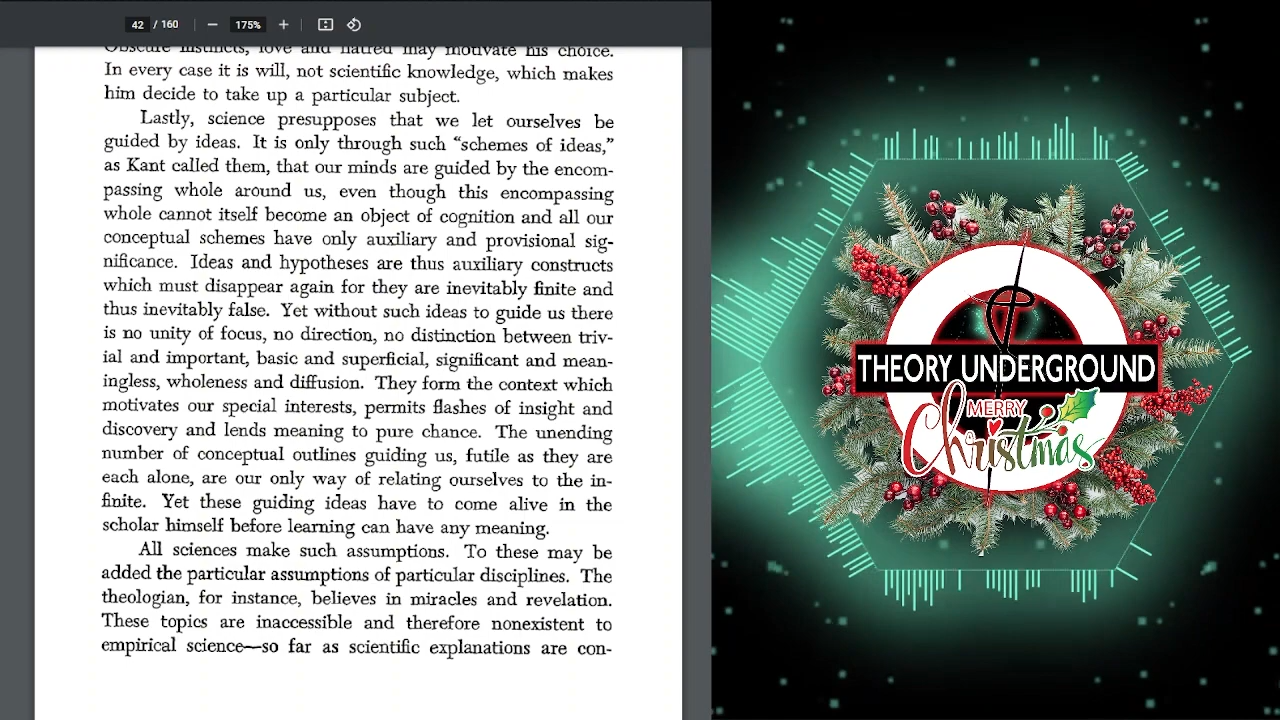 42 / 160
175%
Obscure instincts, love and hatred may motivate his choice.
In every case it is will, not scientific knowledge, which makes
him decide to take up a particular subject.
Lastly, science presupposes that we let ourselves be
guided by ideas. It is only through such “schemes of ideas,”
as Kant called them, that our minds are guided by the encom-
passing whole around us, even though this encompassing
whole cannot itself become an object of cognition and all our
conceptual schemes have only auxiliary and provisional sig-
nificance. Ideas and hypotheses are thus auxiliary constructs
which must disappear again for they are inevitably finite and
thus inevitably false. Yet without such ideas to guide us there
is no unity of focus, no direction, no distinction between triv-
ial and important, basic and superficial, significant and mean-
ingless, wholeness and diffusion. They form the context which
motivates our special interests, permits flashes of insight and
discovery and lends meaning to pure chance. The unending
number of conceptual outlines guiding us, futile as they are
each alone, are our only way of relating ourselves to the in-
finite. Yet these guiding ideas have to come alive in the
scholar himself before learning can have any meaning.
All sciences make such assumptions. To these may be
added the particular assumptions of particular disciplines. The
theologian, for instance, believes in miracles and revelation.
These topics are inaccessible and therefore nonexistent to
empirical science—so far as scientific explanations are con-
THEORY UNDERGROUND
MERRY
Christmas